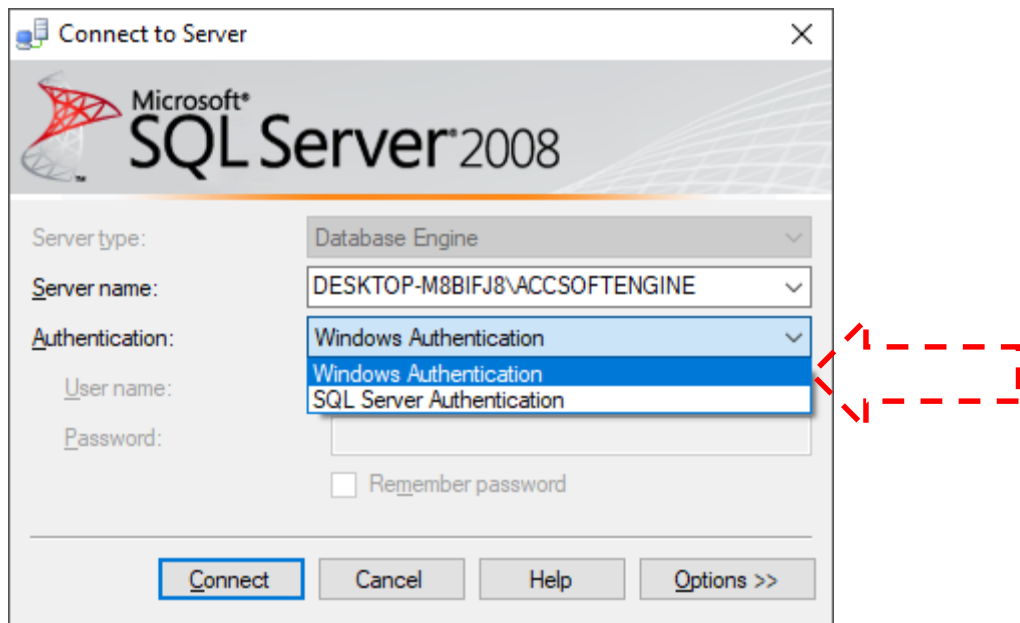 Connect to Server
Microsoft®
SQL Server® 2008
™
Server type: Database Engine
Server name: DESKTOP-M8BIFJ8\ACCSOFTENGINE
Authentication: Windows Authentication
Windows Authentication
User name:
SQL Server Authentication
Password:
Remember password
Connect Cancel Help Options >>